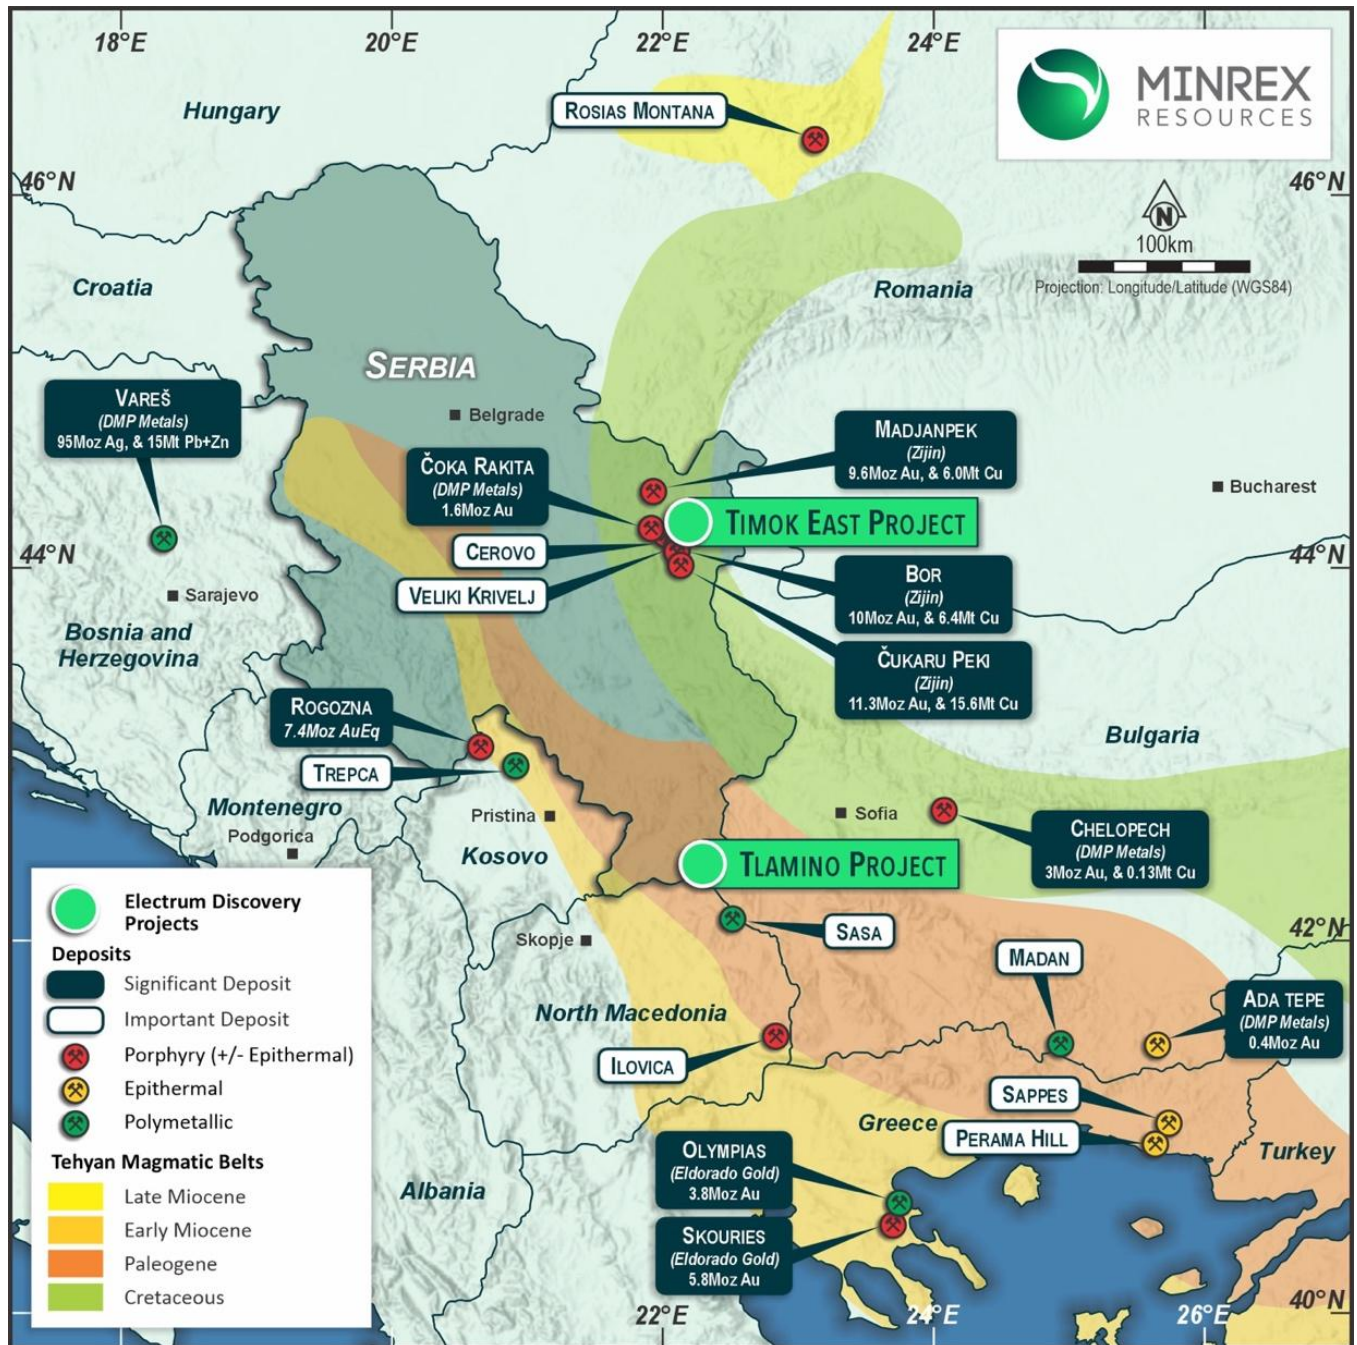 18°E
20°E
22°E
24°E
MINREX
RESOURCES
Hungary
ROSIAS MONTANA
46°N
46°N
N
100km
Projection: Longitude/Latitude (WGS84)
Croatia
Romania
SERBIA
VAREŠ
(DMP Metals)
95Moz Ag, & 15Mt Pb+Zn
Belgrade
MADJANPEK
(Zijin)
9.6Moz Au, & 6.0Mt Cu
ČOKA RAKITA
(DMP Metals)
1.6Moz Au
Bucharest
TIMOK EAST PROJECT
CEROVO
44°N
44°N
VELIKI KRIVELJ
BOR
(Zijin)
10Moz Au, & 6.4Mt Cu
Sarajevo
Bosnia and
Herzegovina
ČUKARU PEKI
(Zijin)
11.3Moz Au, & 15.6Mt Cu
ROGOZNA
7.4Moz AuEq
Bulgaria
TREPCA
Montenegro
Podgorica
Pristina
Sofia
Kosovo
CHELOPECH
(DMP Metals)
3Moz Au, & 0.13Mt Cu
TLAMINO PROJECT
SASA
Skopje
42°N
MADAN
ADA TEPE
(DMP Metals)
0.4Moz Au
North Macedonia
ILOVICA
SAPPES
Greece
PERAMA HILL
Turkey
OLYMPIAS
(Eldorado Gold)
3.8Moz Au
Albania
SKOURIES
(Eldorado Gold)
5.8Moz Au
22°E
24°E
26°E
40°N
Electrum Discovery
Projects
Deposits
Significant Deposit
Important Deposit
Porphyry (+/- Epithermal)
Epithermal
Polymetallic
Tehyan Magmatic Belts
Late Miocene
Early Miocene
Paleogene
Cretaceous